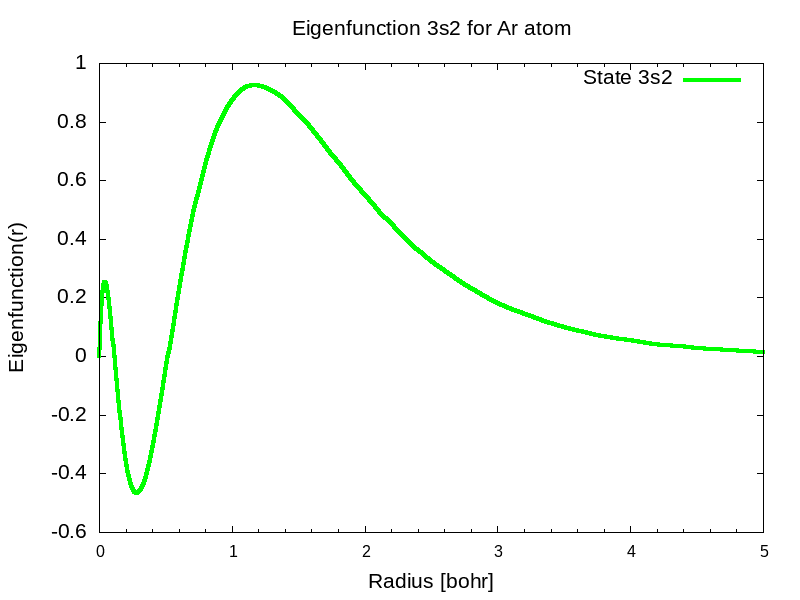 Eigenfunction 3s2 for Ar atom
State 3s2
1
0.8
0.6
0.4
0.2
0
-0.2
-0.4
-0.6
Eigenfunction(r)
0 1 2 3 4 5
Radius [bohr]